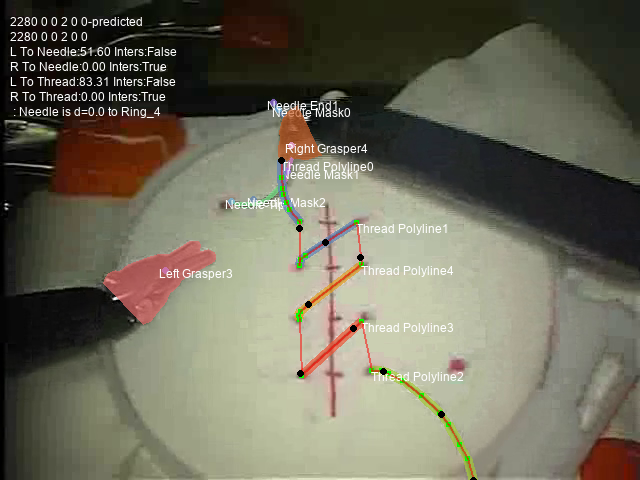 2280 0 0 2 0 0-predicted
2280 0 0 2 0 0
L To Needle:51.60 Inters:False
R To Needle:0.00 Inters:True
L To Thread:83.31 Inters:False
R To Thread:0.00 Inters:True
: Needle is d=0.0 to Ring_4
Needle End1
Needle Mask0
Right Grasper4
Thread Polyline0
Needle Mask1
Needle Mask2
Thread Polyline1
Thread Polyline4
Left Grasper3
Thread Polyline3
Thread Polyline2